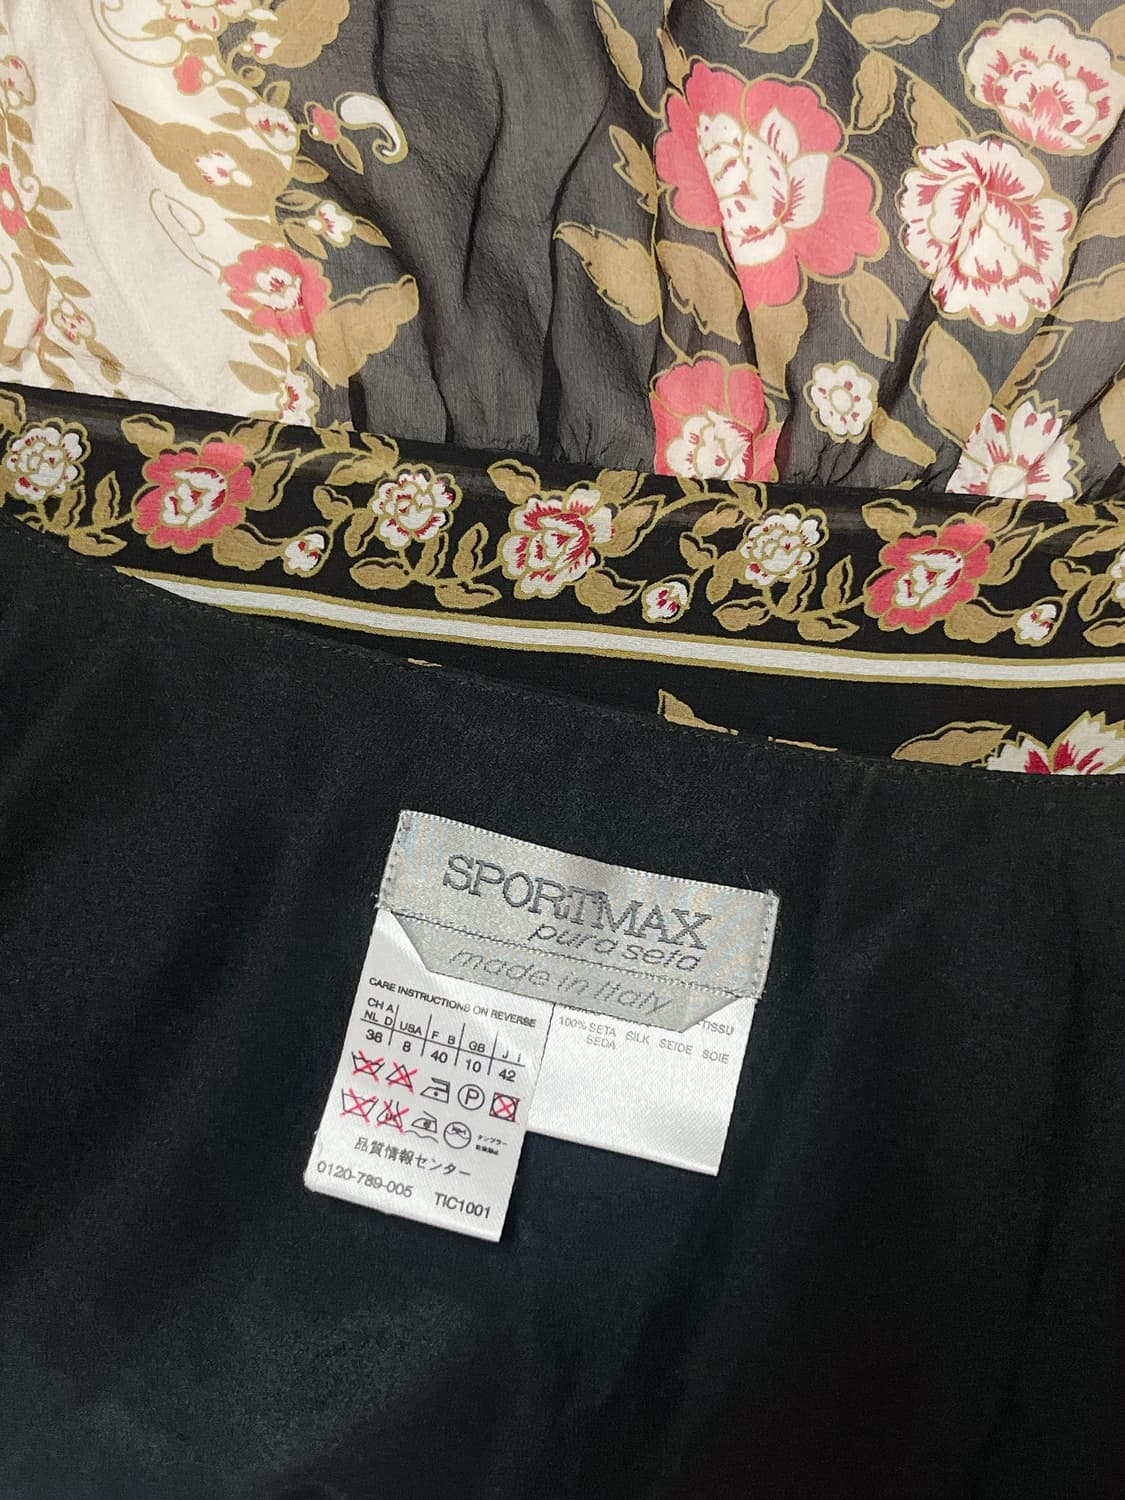 SPORTMAX
pura seta
made in Italy
CARE INSTRUCTIONS ON REVERSE
CH A
NL D USA F B GB J I
38 8 40 10 42
P
品質情報センター
0120-789-005 TIC1001
TISSU
100% SETA SILK SEIDE SOIE
SEDA